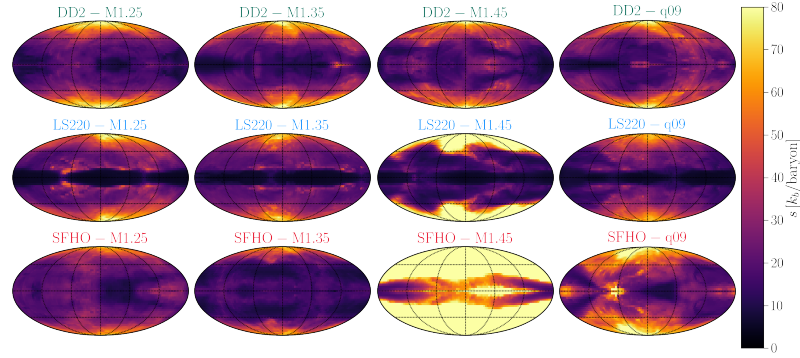 DD2 − M1.25 DD2 − M1.35 DD2 − M1.45 DD2 − q09
LS220 − M1.25 LS220 − M1.35 LS220 − M1.45 LS220 − q09
SFHO − M1.25 SFHO − M1.35 SFHO − M1.45 SFHO − q09
80
70
60
50
40
30
20
10
0
s [k_b/baryon]